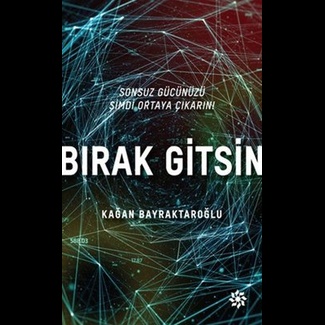 SONSUZ GÜCÜNÜZÜ
ŞİMDİ ORTAYA ÇIKARIN!
BIRAK GİTSİN
KAĞAN BAYRAKTAROĞLU